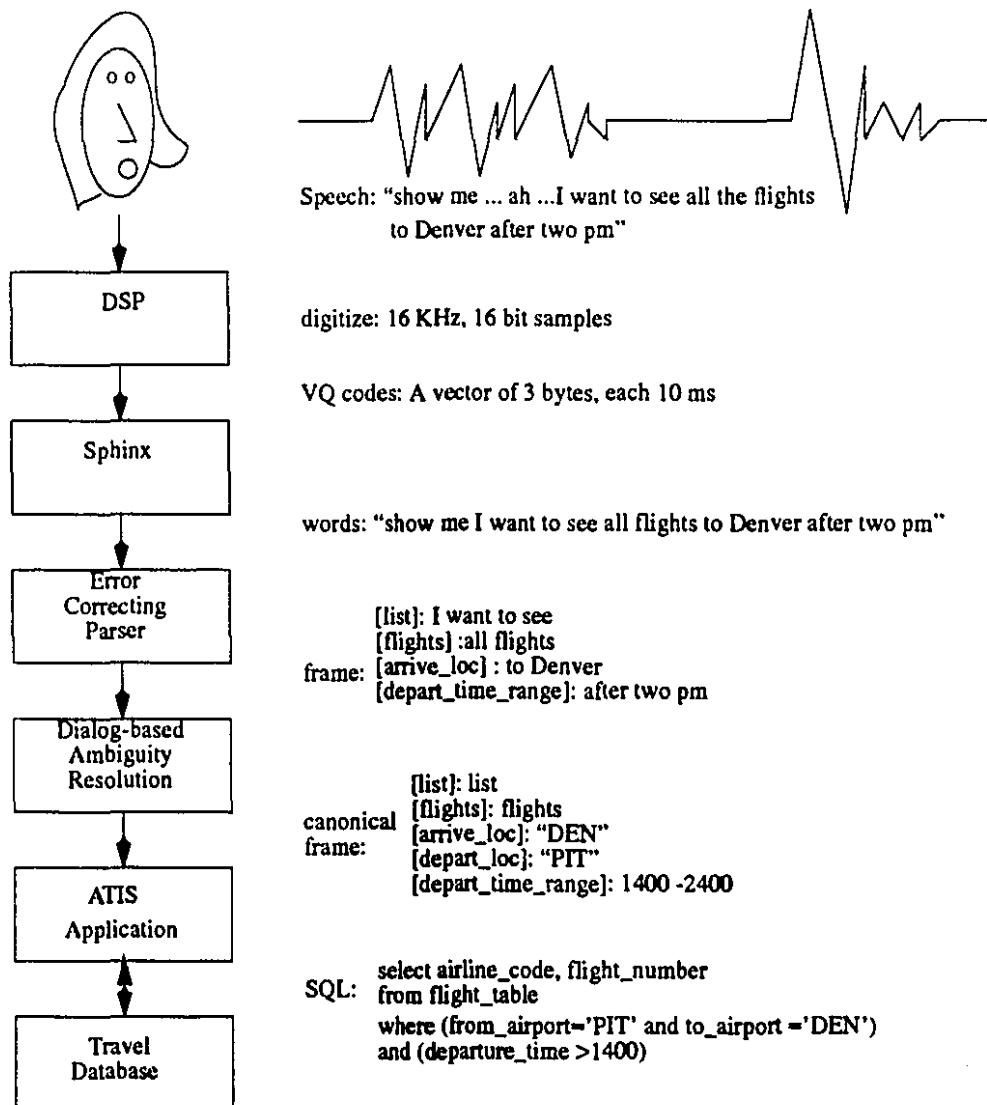 Speech: “show me ... ah ...I want to see all the flights
to Denver after two pm”
DSP
digitize: 16 KHz, 16 bit samples
VQ codes: A vector of 3 bytes, each 10 ms
Sphinx
words: “show me I want to see all flights to Denver after two pm”
Error
Correcting
Parser
frame:
[list]: I want to see
[flights] :all flights
[arrive_loc] : to Denver
[depart_time_range]: after two pm
Dialog-based
Ambiguity
Resolution
canonical
frame:
[list]: list
[flights]: flights
[arrive_loc]: “DEN”
[depart_loc]: “PIT”
[depart_time_range]: 1400 -2400
ATIS
Application
SQL:
select airline_code, flight_number
from flight_table
where (from_airport='PIT' and to_airport ='DEN')
and (departure_time >1400)
Travel
Database